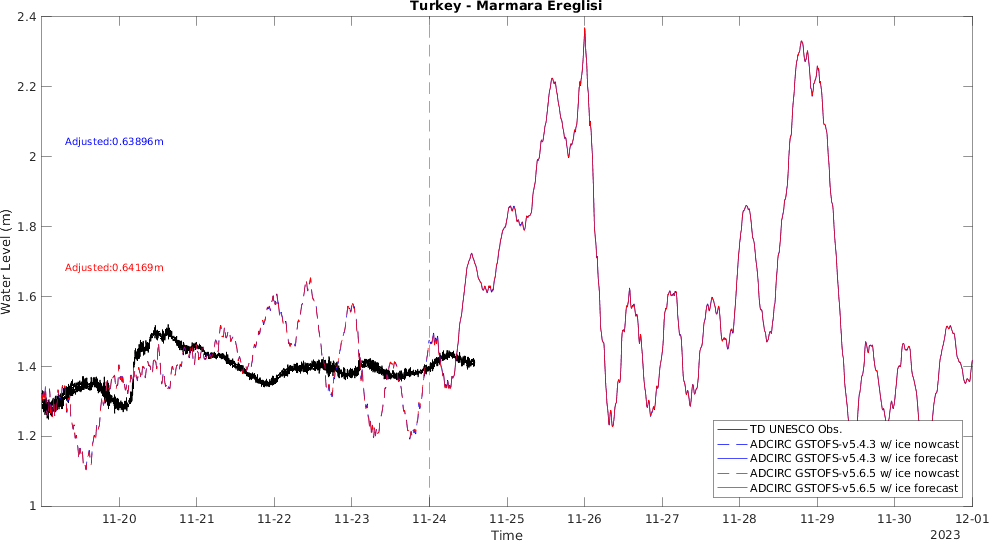 Turkey - Marmara Ereglisi
2.4
2.2
2
1.8
1.6
1.4
1.2
1
Water Level (m)
Adjusted:0.63896m
Adjusted:0.64169m
TD UNESCO Obs.
ADCIRC GSTOFS-v5.4.3 w/ ice nowcast
ADCIRC GSTOFS-v5.4.3 w/ ice forecast
ADCIRC GSTOFS-v5.6.5 w/ ice nowcast
ADCIRC GSTOFS-v5.6.5 w/ ice forecast
11-20 11-21 11-22 11-23 11-24 11-25 11-26 11-27 11-28 11-29 11-30 12-01
Time
2023